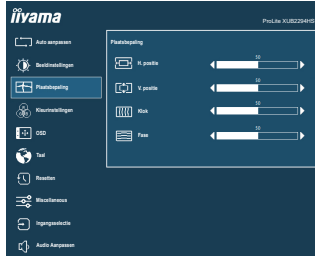 iiyama
ProLite XUB2294HS
Auto aanpassen
Beeldinstellingen
Plaatsbepaling
Kleurinstellingen
OSD
Taal
Resetten
Miscellaneous
Ingangsselectie
Audio Aanpassen
Plaatsbepaling
H. positie
50
V. positie
50
Klok
50
Fase
50